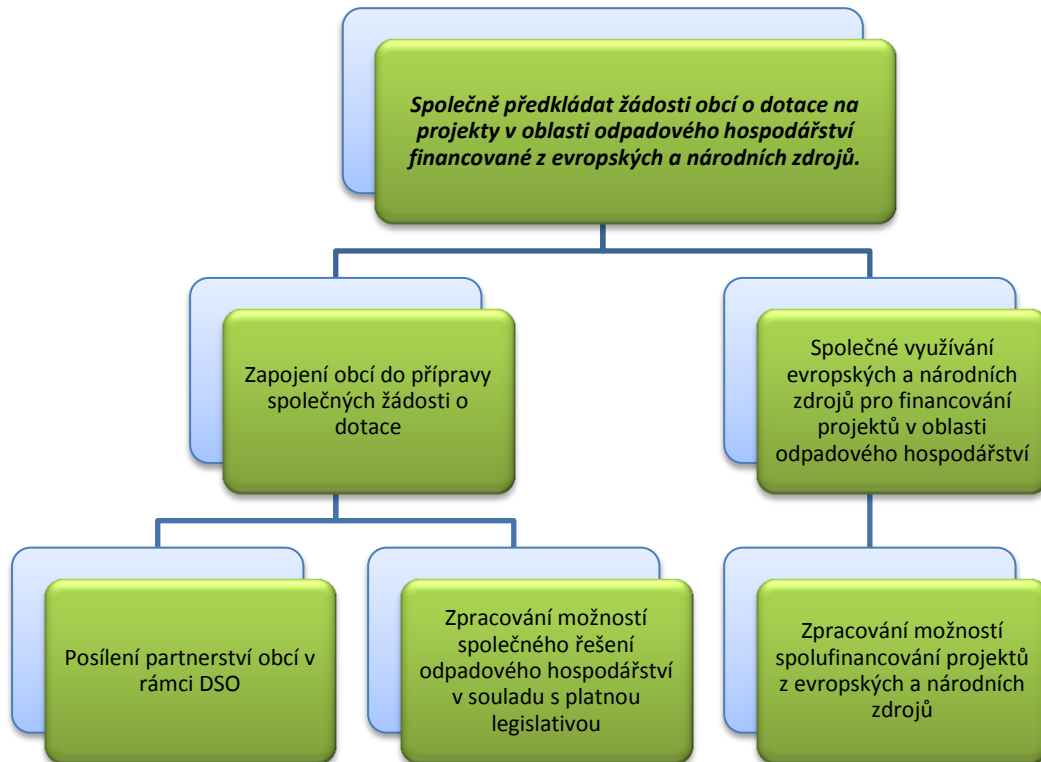 Společně předkládat žádosti obcí o dotace na
projekty v oblasti odpadového hospodářství
financované z evropských a národních zdrojů.
Zapojení obcí do přípravy
společných žádosti o
dotace
Společné využívání
evropských a národních
zdrojů pro financování
projektů v oblasti
odpadového hospodářství
Posílení partnerství obcí v
rámci DSO
Zpracování možností
společného řešení
odpadového hospodářství
v souladu s platnou
legislativou
Zpracování možností
spolufinancování projektů
z evropských a národních
zdrojů